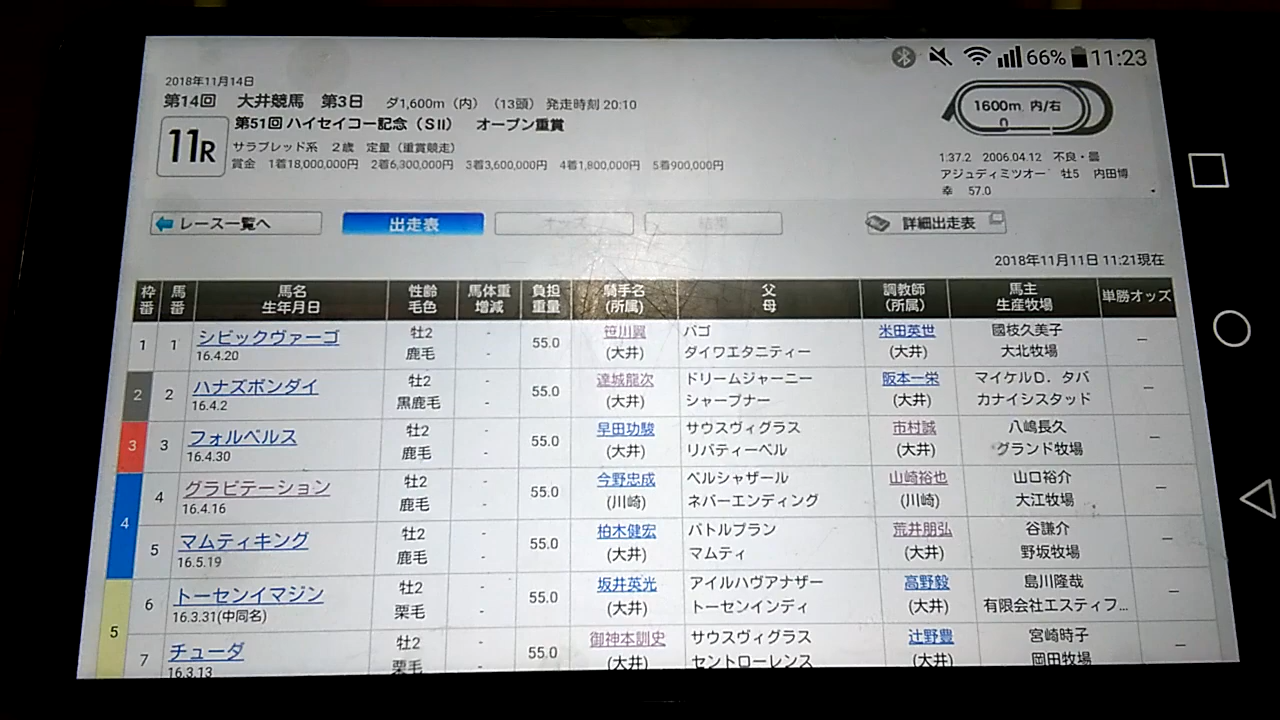 66% 11:23
2018年11月14日
第14回 大井競馬 第3日 ダ1,600m（内）（13頭）発走時刻 20:10
11R
第51回 ハイセイコー記念（SII） オープン重賞
サラブレッド系 2歳 定量（重賞競走）
賞金 1着18,000,000円 2着6,300,000円 3着3,600,000円 4着1,800,000円 5着900,000円
1600m 内/右
1:37.2 2006.04.12 不良・曇
アジュディミツオー 牡5 内田博
幸 57.0
レース一覧へ 出走表 オッズ 結果 詳細出走表
2018年11月11日 11:21現在
枠番 馬番 馬名 生年月日 性齢 毛色 馬体重 増減 負担重量 騎手名 (所属) 父 母 調教師 (所属) 馬主 生産牧場 単勝オッズ
1 1 シビックヴァーゴ 牡2 - 55.0 笹川翼 バゴ 米田英世 國枝久美子 —
16.4.20 鹿毛 - (大井) ダイワエタニティー (大井) 大北牧場
2 2 ハナズボンダイ 牡2 - 55.0 達城龍次 ドリームジャーニー 阪本一栄 マイケルD．タバ —
16.4.2 黒鹿毛 - (大井) シャープナー (大井) カナイシスタッド
3 3 フォルベルス 牡2 - 55.0 早田功駿 サウスヴィグラス 市村誠 八嶋長久 —
16.4.30 鹿毛 - (大井) リバティーベル (大井) グランド牧場
4 4 グラビテーション 牡2 - 55.0 今野忠成 ベルシャザール 山崎裕也 山口裕介 —
16.4.16 鹿毛 - (川崎) ネバーエンディング (川崎) 大江牧場
5 マムティキング 牡2 - 55.0 柏木健宏 バトルプラン 荒井朋弘 谷謙介 —
16.5.19 鹿毛 - (大井) マムティ (大井) 野坂牧場
5 6 トーセンイマジン 牡2 - 55.0 坂井英光 アイルハヴアナザー 高野毅 島川隆哉 —
16.3.31(中同名) 栗毛 - (大井) トーセンインディ (大井) 有限会社エスティフ...
7 チューダ 牡2 - 55.0 御神本訓史 サウスヴィグラス 辻野豊 宮崎時子 —
16.3.13 栗毛 - (大井) セントローレンス (大井) 岡田牧場